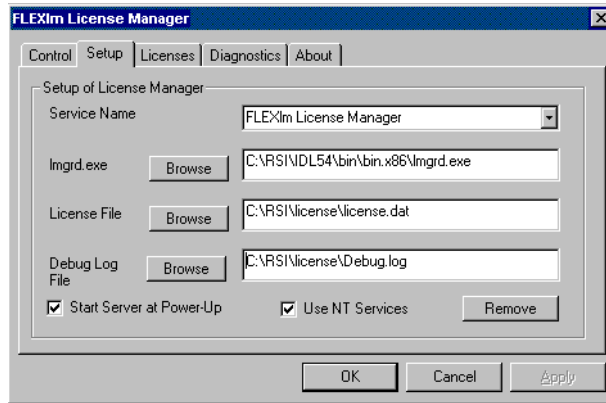 FLEXlm License Manager
Control Setup Licenses Diagnostics About
Setup of License Manager
Service Name FLEXlm License Manager
lmgrd.exe Browse C:\RSI\IDL54\bin\bin.x86\lmgrd.exe
License File Browse C:\RSI\license\license.dat
Debug Log File Browse C:\RSI\license\Debug.log
Start Server at Power-Up Use NT Services Remove
OK Cancel Apply